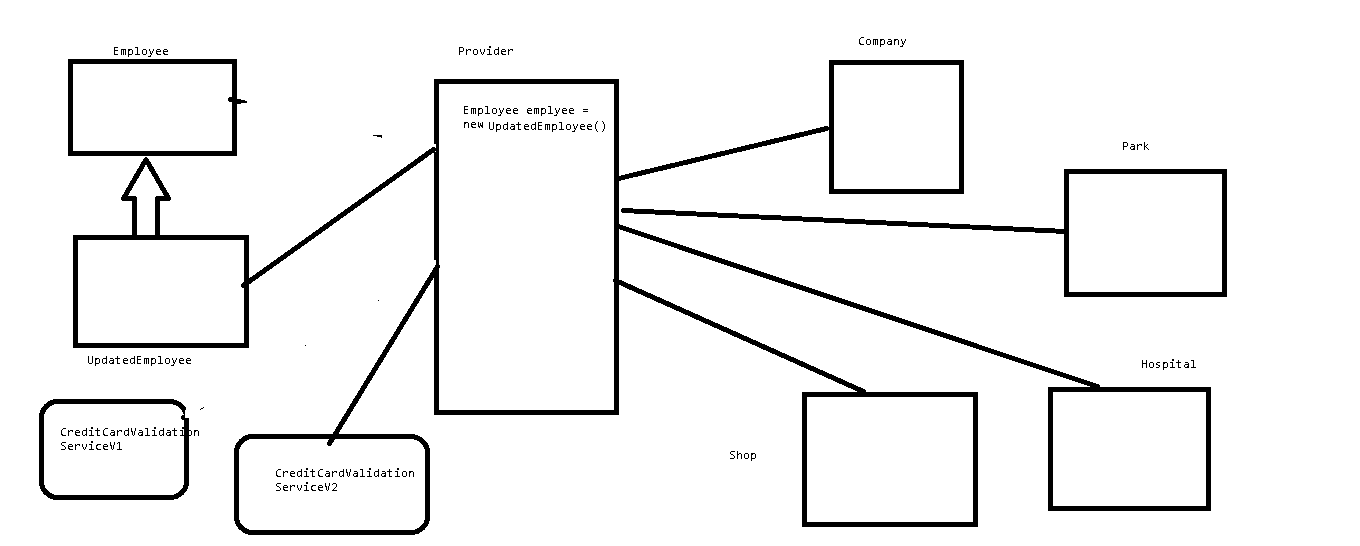 Employee
Provider
Company
Employee emplyee =
new UpdatedEmployee()
Park
UpdatedEmployee
Hospital
CreditCardValidation
ServiceV1
Shop
CreditCardValidation
ServiceV2